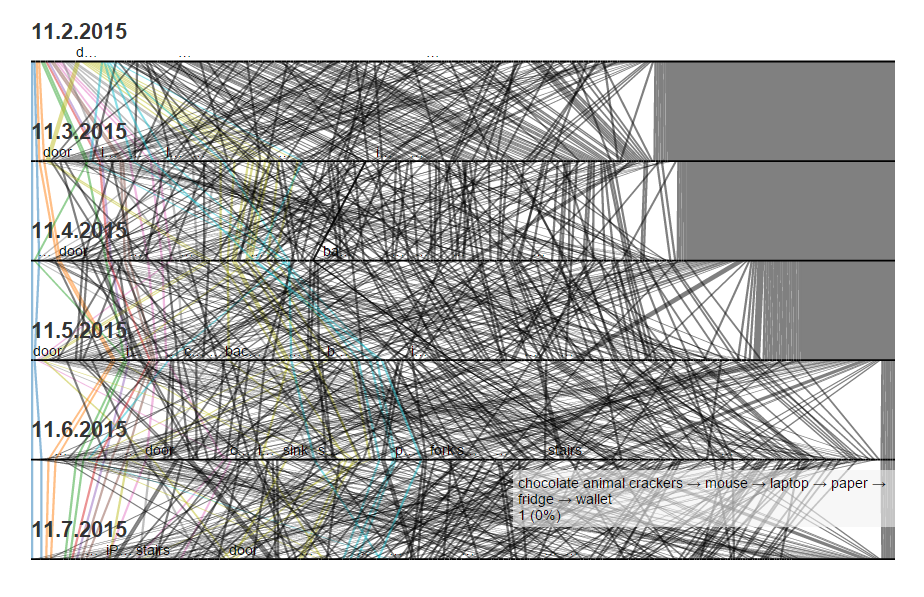 11.2.2015
d... ... ...
11.3.2015
door
11.4.2015
door
11.5.2015
door bac... b... f...
11.6.2015
door sink s... p... forks stairs
chocolate animal crackers → mouse → laptop → paper →
fridge → wallet
1 (0%)
11.7.2015
iP... stairs door